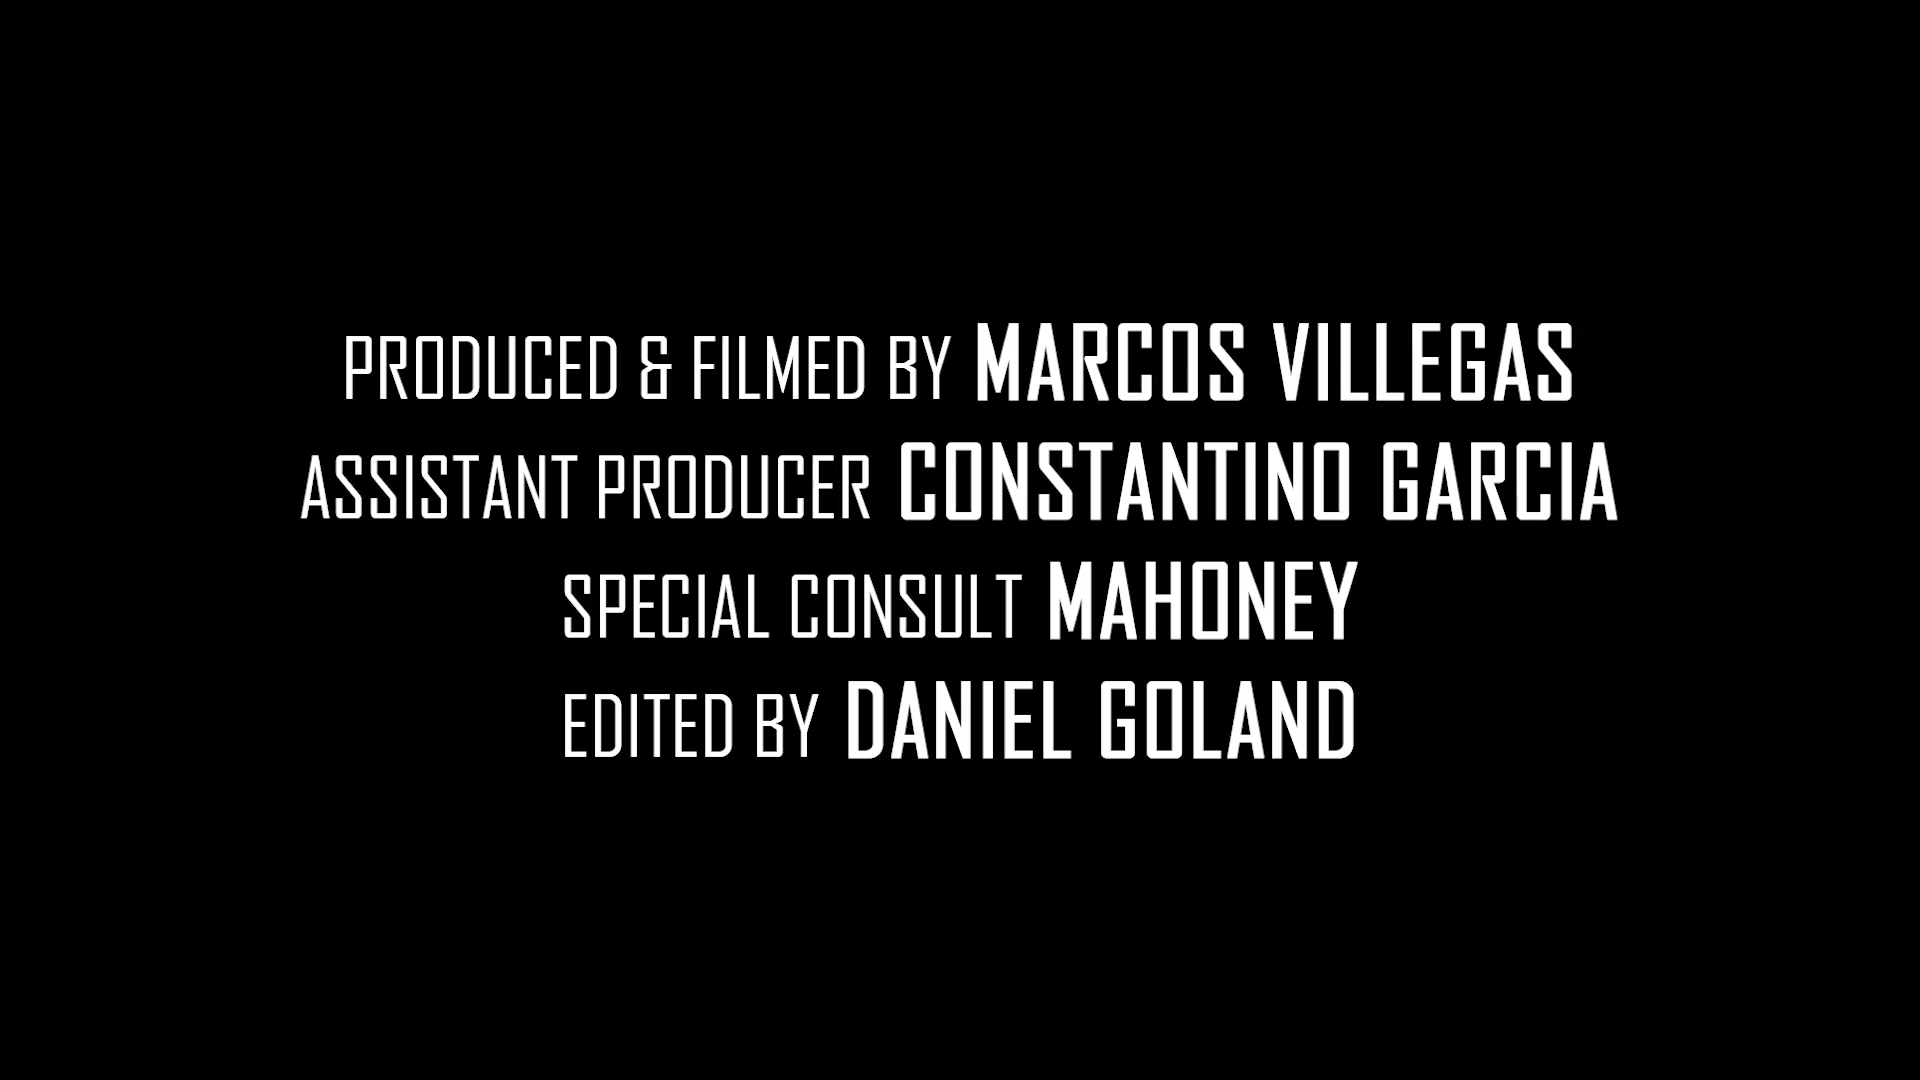 PRODUCED & FILMED BY MARCOS VILLEGAS
ASSISTANT PRODUCER CONSTANTINO GARCIA
SPECIAL CONSULT MAHONEY
EDITED BY DANIEL GOLAND